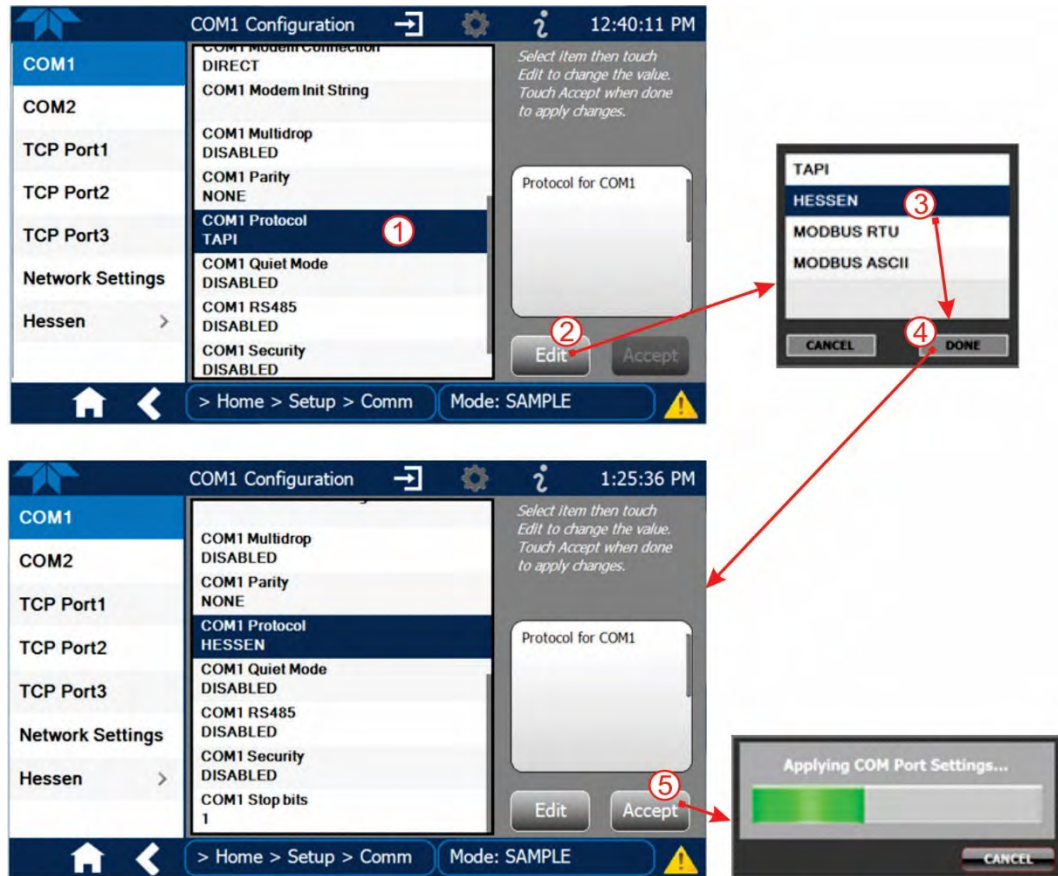 COM1 Configuration 12:40:11 PM
COM1
COM2
TCP Port1
TCP Port2
TCP Port3
Network Settings
Hessen >
COM1 Modem Connection
DIRECT
COM1 Modem Init String
COM1 Multidrop
DISABLED
COM1 Parity
NONE
COM1 Protocol
TAPI
1
COM1 Quiet Mode
DISABLED
COM1 RS485
DISABLED
COM1 Security
DISABLED
Select item then touch
Edit to change the value.
Touch Accept when done
to apply changes.
Protocol for COM1
2
Edit Accept
> Home > Setup > Comm Mode: SAMPLE
TAPI
HESSEN 3
MODBUS RTU
MODBUS ASCII
4
CANCEL DONE
COM1 Configuration 1:25:36 PM
COM1
COM2
TCP Port1
TCP Port2
TCP Port3
Network Settings
Hessen >
COM1 Multidrop
DISABLED
COM1 Parity
NONE
COM1 Protocol
HESSEN
COM1 Quiet Mode
DISABLED
COM1 RS485
DISABLED
COM1 Security
DISABLED
COM1 Stop bits
1
Select item then touch
Edit to change the value.
Touch Accept when done
to apply changes.
Protocol for COM1
5
Edit Accept
> Home > Setup > Comm Mode: SAMPLE
Applying COM Port Settings...
CANCEL